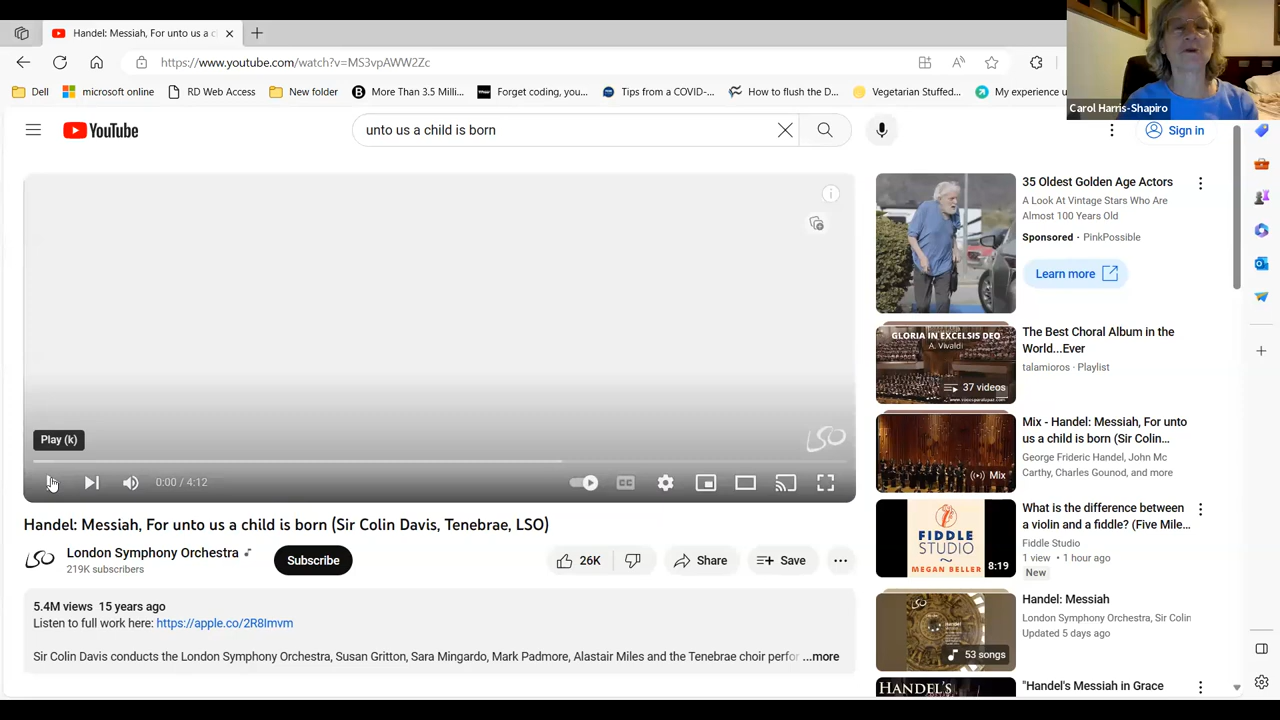 Handel: Messiah, For unto us a c
https://www.youtube.com/watch?v=MS3vpAWW2Zc
Dell
microsoft online
RD Web Access
New folder
More Than 3.5 Milli...
Forget coding, you...
Tips from a COVID-...
How to flush the D...
Vegetarian Stuffed...
My experience u
Carol Harris-Shapiro
YouTube
unto us a child is born
Sign in
Play (k)
LSO
0:00 / 4:12
CC
Handel: Messiah, For unto us a child is born (Sir Colin Davis, Tenebrae, LSO)
LSO
London Symphony Orchestra
219K subscribers
Subscribe
26K
Share
Save
5.4M views 15 years ago
Listen to full work here: https://apple.co/2R8Imvm
Sir Colin Davis conducts the London Symphony Orchestra, Susan Gritton, Sara Mingardo, Mark Padmore, Alastair Miles and the Tenebrae choir perfor ...more
35 Oldest Golden Age Actors
A Look At Vintage Stars Who Are
Almost 100 Years Old
Sponsored · PinkPossible
Learn more
GLORIA IN EXCELSIS DEO
A. Vivaldi
37 videos
The Best Choral Album in the
World...Ever
talamioros · Playlist
Mix
Mix - Handel: Messiah, For unto
us a child is born (Sir Colin...
George Frideric Handel, John Mc
Carthy, Charles Gounod, and more
FIDDLE
STUDIO
MEGAN BELLER
8:19
What is the difference between
a violin and a fiddle? (Five Mile...
Fiddle Studio
1 view · 1 hour ago
New
LSO
53 songs
Handel: Messiah
London Symphony Orchestra, Sir Colin
Updated 5 days ago
HANDEL'S
"Handel's Messiah in Grace